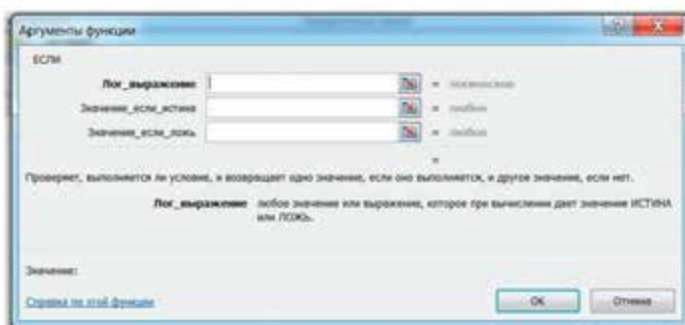 Аргументы функции
ЕСЛИ
Лог_выражение = логическое
Значение_если_истина = любое
Значение_если_ложь = любое
=
Проверяет, выполняется ли условие, и возвращает одно значение, если оно выполняется, и другое значение, если нет.
Лог_выражение любое значение или выражение, которое при вычислении дает значение ИСТИНА
или ЛОЖЬ.
Значение:
Справка по этой функции
ОК
Отмена